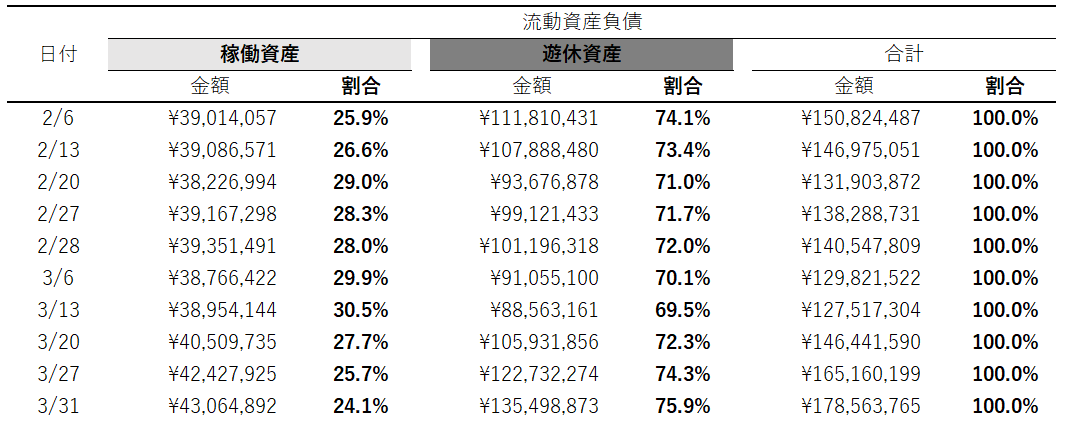 流動資産負債
日付 稼働資産 遊休資産 合計
金額 割合 金額 割合 金額 割合
2/6 ¥39,014,057 25.9% ¥111,810,431 74.1% ¥150,824,487 100.0%
2/13 ¥39,086,571 26.6% ¥107,888,480 73.4% ¥146,975,051 100.0%
2/20 ¥38,226,994 29.0% ¥93,676,878 71.0% ¥131,903,872 100.0%
2/27 ¥39,167,298 28.3% ¥99,121,433 71.7% ¥138,288,731 100.0%
2/28 ¥39,351,491 28.0% ¥101,196,318 72.0% ¥140,547,809 100.0%
3/6 ¥38,766,422 29.9% ¥91,055,100 70.1% ¥129,821,522 100.0%
3/13 ¥38,954,144 30.5% ¥88,563,161 69.5% ¥127,517,304 100.0%
3/20 ¥40,509,735 27.7% ¥105,931,856 72.3% ¥146,441,590 100.0%
3/27 ¥42,427,925 25.7% ¥122,732,274 74.3% ¥165,160,199 100.0%
3/31 ¥43,064,892 24.1% ¥135,498,873 75.9% ¥178,563,765 100.0%